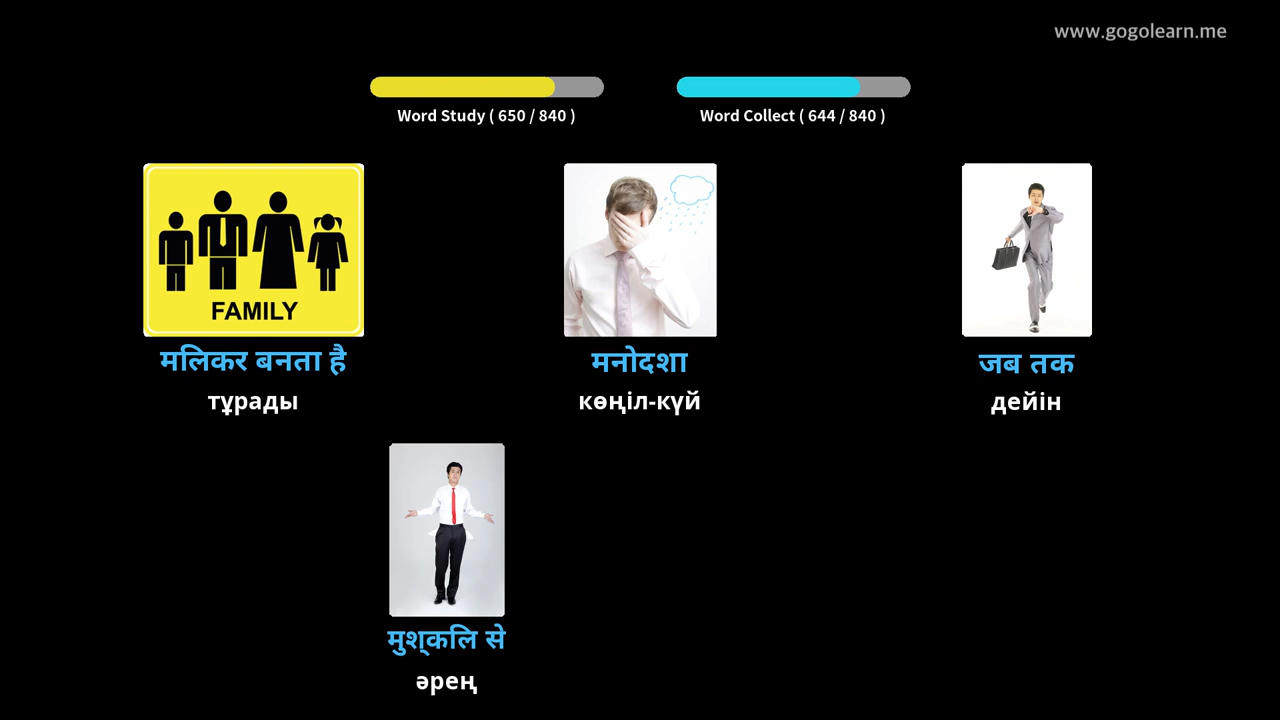 www.gogolearn.me
Word Study ( 650 / 840 )
Word Collect ( 644 / 840 )
FAMILY
मलिकर बनता है
тұрады
मनोदशा
көңіл-күй
जब तक
дейін
मुश्कलि से
әрең